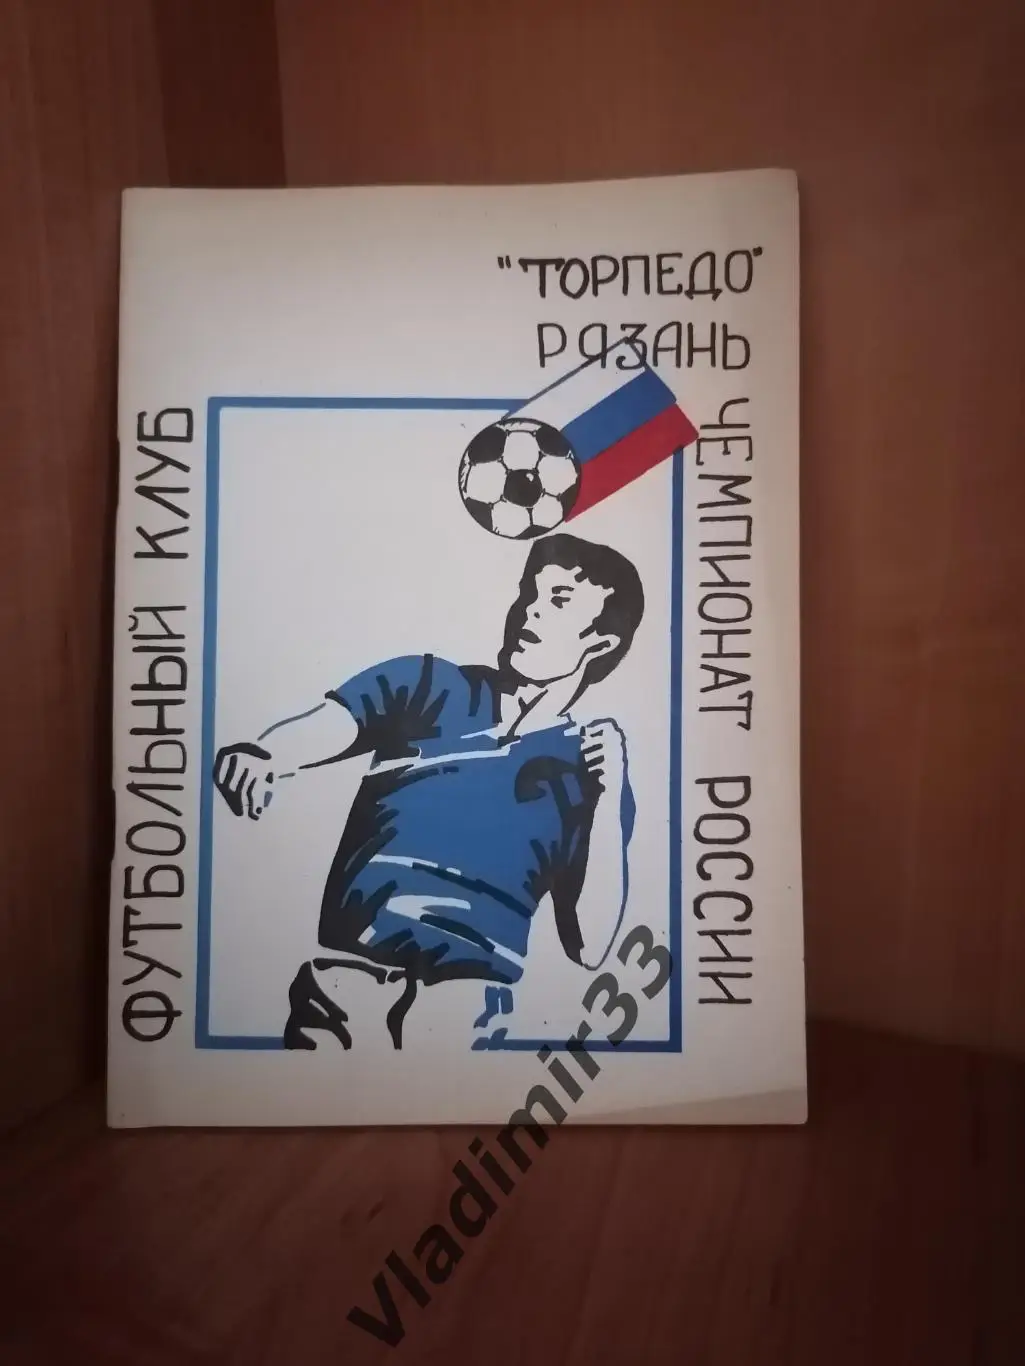 "ТОРПЕДО"
РЯЗАНЬ
ФУТБОЛЬНЫЙ КЛУБ
ЧЕМПИОНАТ РОССИИ
vladimir33